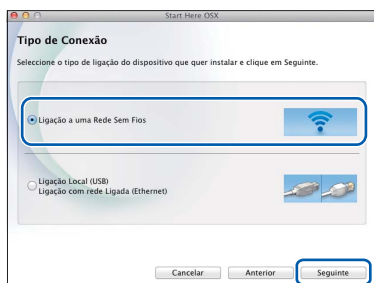 Start Here OSX
Tipo de Conexão
Seleccione o tipo de ligação do dispositivo que quer instalar e clique em Seguinte.
Ligação a uma Rede Sem Fios
Ligação Local (USB)
Ligação com rede Ligada (Ethernet)
Cancelar Anterior Seguinte